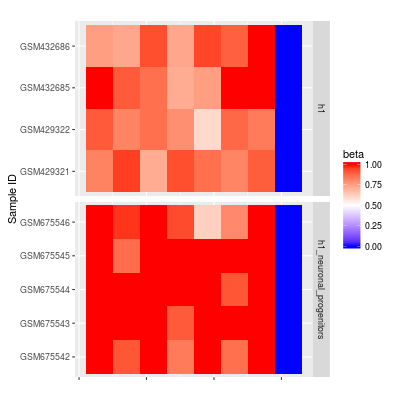 GSM432686
GSM432685
GSM429322
GSM429321
h1
GSM675546
GSM675545
GSM675544
GSM675543
GSM675542
h1_neuronal_progenitors
Sample ID
beta
1.00
0.75
0.50
0.25
0.00